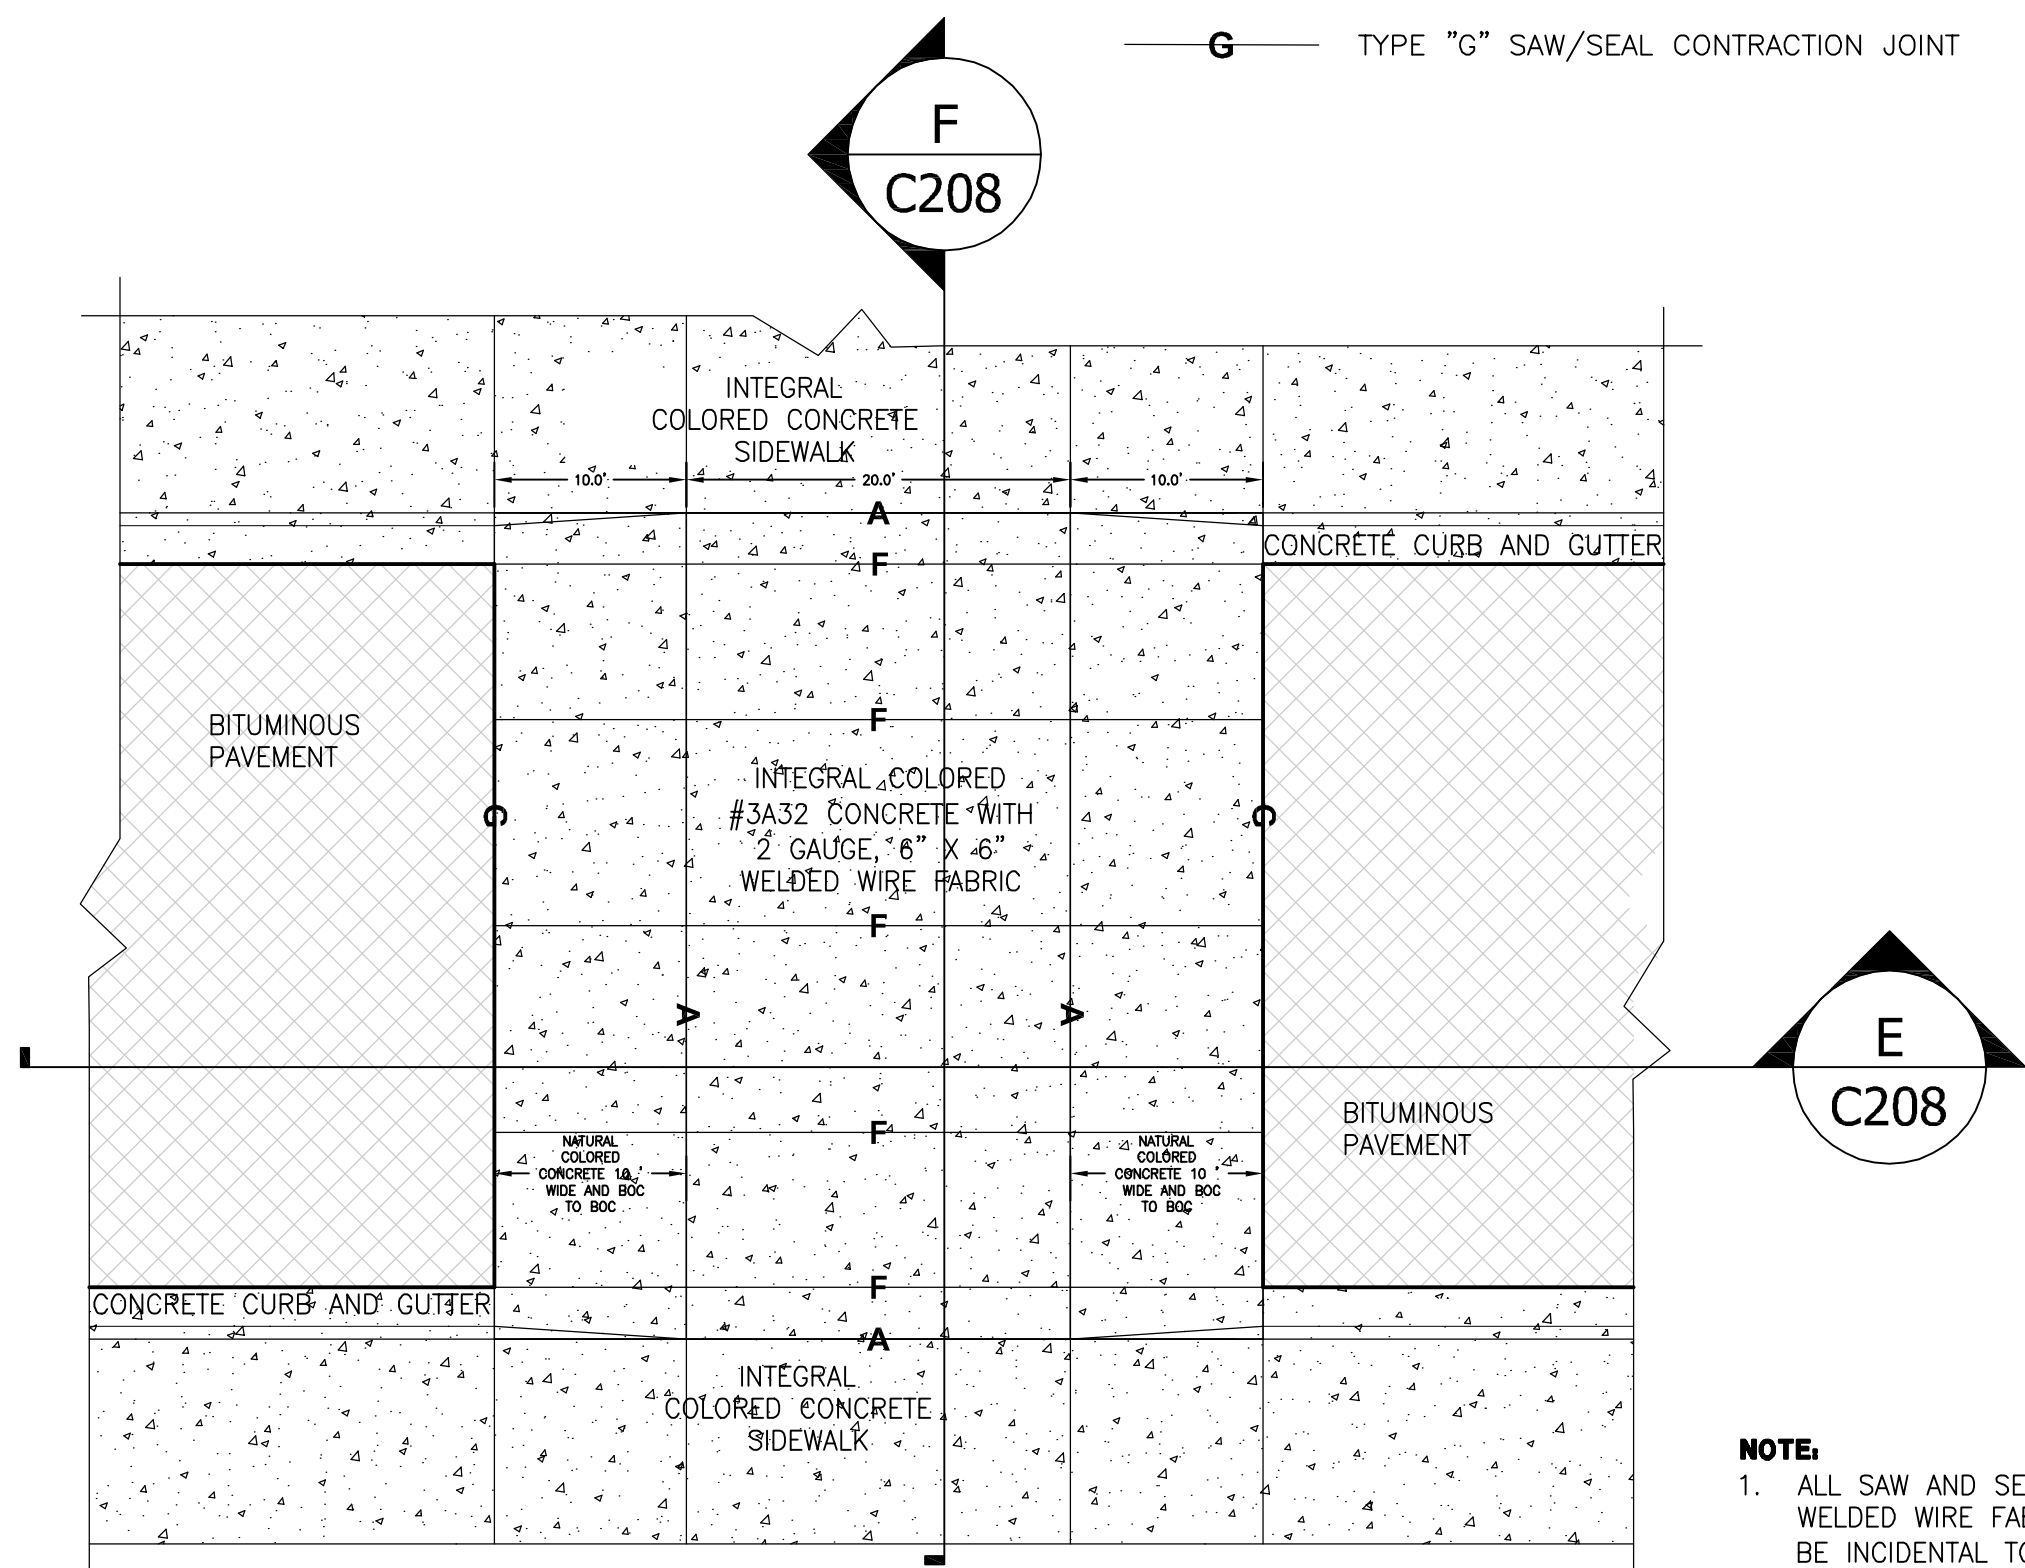 G TYPE "G" SAW/SEAL CONTRACTION JOINT
F
C208
INTEGRAL
COLORED CONCRETE
SIDEWALK
10.0' 20.0' 10.0'
A
F
CONCRETE CURB AND GUTTER
BITUMINOUS
PAVEMENT
F
INTEGRAL COLORED
#3A32 CONCRETE WITH
2 GAUGE, 6" X 6"
WELDED WIRE FABRIC
G G
F
A A
E
C208
BITUMINOUS
PAVEMENT
F
NATURAL
COLORED
CONCRETE 10 '
WIDE AND BOC
TO BOC
NATURAL
COLORED
CONCRETE 10 '
WIDE AND BOC
TO BOC
F
CONCRETE CURB AND GUTTER
A
INTEGRAL
COLORED CONCRETE
SIDEWALK
NOTE:
1. ALL SAW AND SE
WELDED WIRE FA
BE INCIDENTAL TO